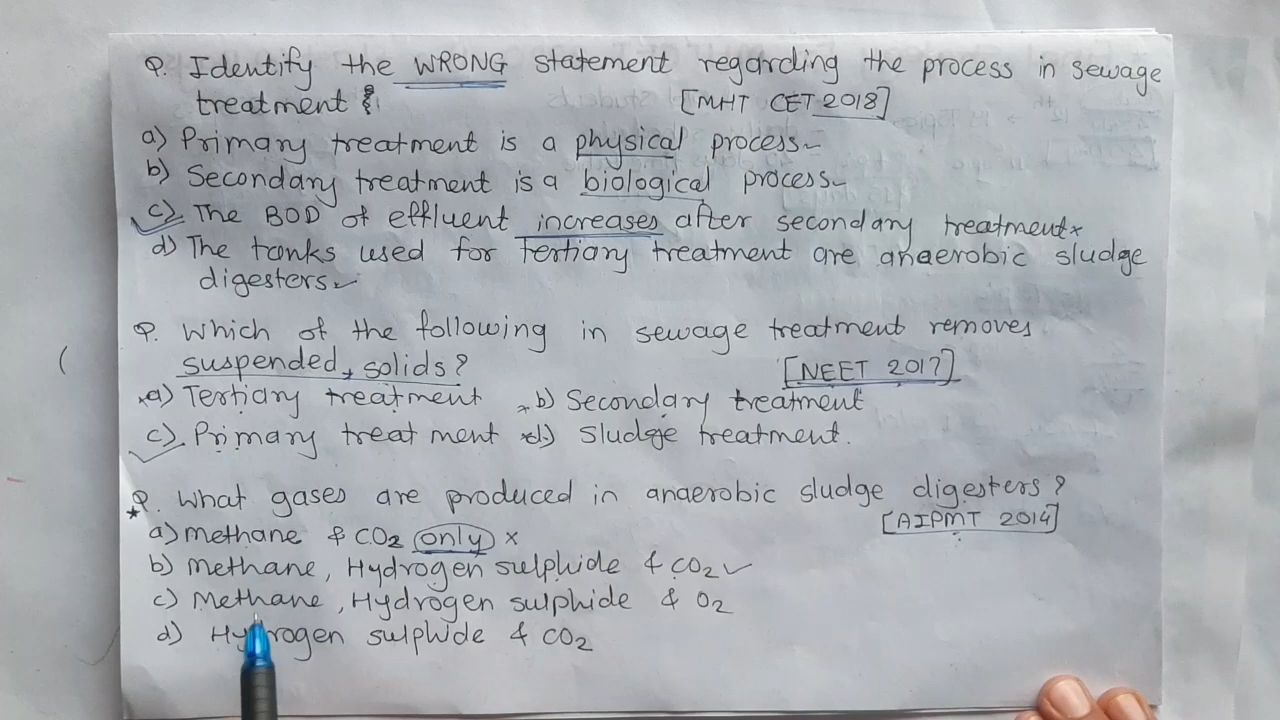 Q. Identify the WRONG statement regarding the process in sewage
treatment :
[MHT CET 2018]
a) Primary treatment is a physical process
b) Secondary treatment is a biological process
c) The BOD of effluent increases after secondary treatment x
d) The tanks used for Tertiary treatment are anaerobic sludge
digesters
Q. Which of the following in sewage treatment removes
suspended solids?
[NEET 2017]
a) Tertiary treatment b) Secondary treatment
c) Primary treatment d) Sludge treatment.
Q. What gases are produced in anaerobic sludge digesters?
[AIPMT 2014]
a) methane & CO2 only x
b) Methane, Hydrogen sulphide & CO2 ✓
c) Methane, Hydrogen sulphide & O2
d) Hydrogen sulphide & CO2